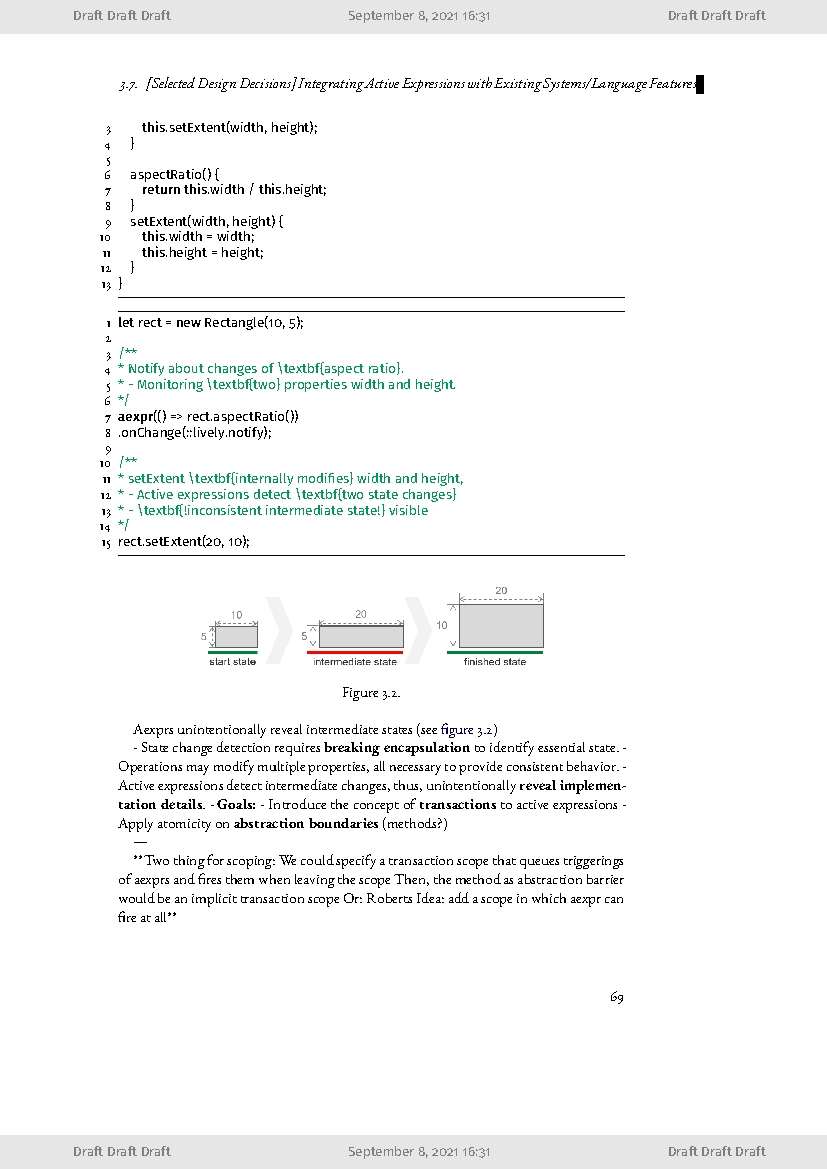 Draft Draft Draft September 8, 2021 16:31 Draft Draft Draft
3.7. [Selected Design Decisions] Integrating Active Expressions with Existing Systems/Language Features
3 this.setExtent(width, height);
4 }
5
6 aspectRatio() {
7 return this.width / this.height;
8 }
9 setExtent(width, height) {
10 this.width = width;
11 this.height = height;
12 }
13 }
1 let rect = new Rectangle(10, 5);
2
3 /**
4 * Notify about changes of \textbf{aspect ratio}.
5 * - Monitoring \textbf{two} properties width and height.
6 */
7 aexpr(() => rect.aspectRatio())
8 .onChange(::lively.notify);
9
10 /**
11 * setExtent \textbf{internally modifies} width and height,
12 * - Active expressions detect \textbf{two state changes}
13 * - \textbf{!inconsistent intermediate state!} visible
14 */
15 rect.setExtent(20, 10);
10
5
start state
20
5
intermediate state
20
10
finished state
Figure 3.2.
Aexprs unintentionally reveal intermediate states (see figure 3.2)
- State change detection requires breaking encapsulation to identify essential state. -
Operations may modify multiple properties, all necessary to provide consistent behavior. -
Active expressions detect intermediate changes, thus, unintentionally reveal implemen-
tation details. - Goals: - Introduce the concept of transactions to active expressions -
Apply atomicity on abstraction boundaries (methods?)
—
"Two thing for scoping: We could specify a transaction scope that queues triggerings
of aexprs and fires them when leaving the scope Then, the method as abstraction barrier
would be an implicit transaction scope Or: Roberts Idea: add a scope in which aexpr can
fire at all"
69
Draft Draft Draft September 8, 2021 16:31 Draft Draft Draft